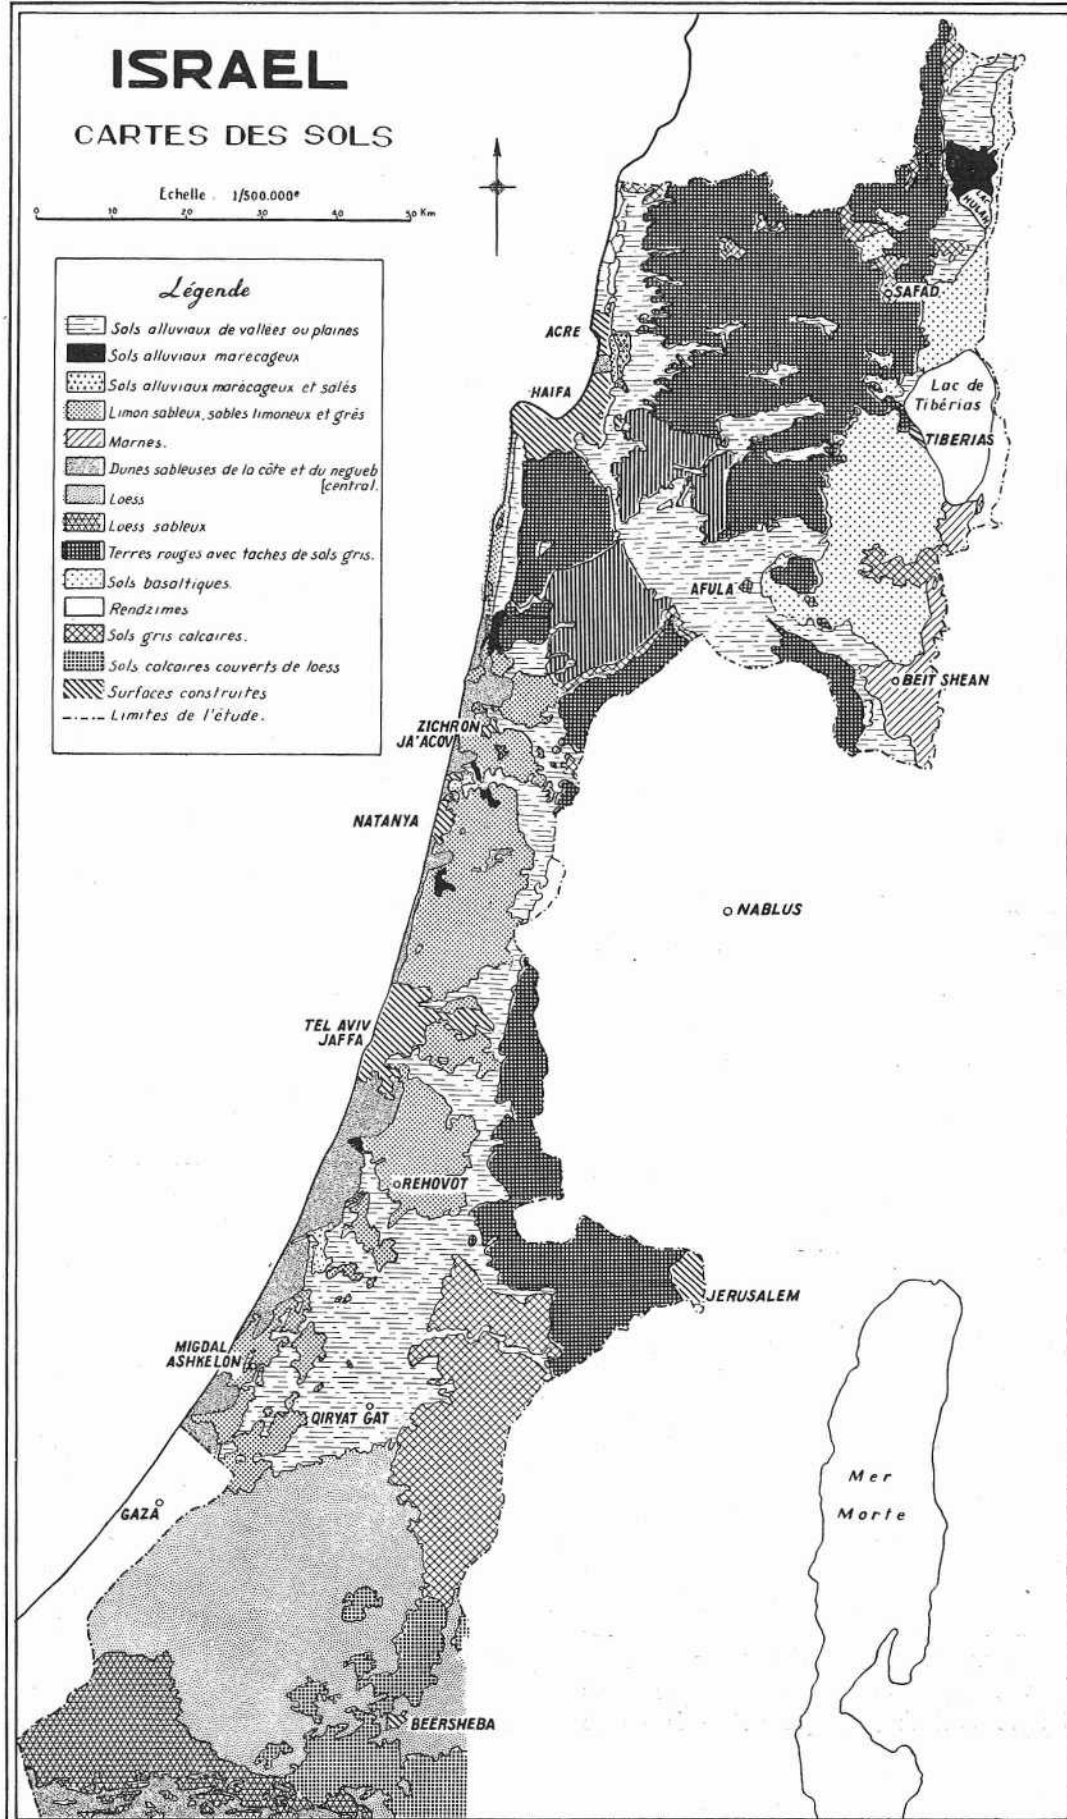 ISRAEL
CARTES DES SOLS
Echelle . 1/500.000e
0 10 20 30 50 Km
Légende
Sols alluviaux de vallées ou plaines
Sols alluviaux marecageux
Sols alluviaux marécageux et salés
Limon sableux, sables limoneux et grés
Marnes.
Dunes sableuses de la côte et du negueb
[central.
Loess
Loess sableux
Terres rouges avec taches de sols gris.
Sols basaltiques.
Rendzimes
Sols gris calcaires.
Sols calcaires couverts de loess
Surfaces construites
Limites de l'étude.
LAC
HULAH
SAFAD
ACRE
HAIFA
Lac de
Tibérias
TIBERIAS
AFULA
BEIT SHEAN
ZICHRON
JA'ACOV
NATANYA
NABLUS
TEL AVIV
JAFFA
REHOVOT
JERUSALEM
MIGDAL
ASHKELON
QIRYAT GAT
GAZA
Mer
Morte
BEERSHEBA